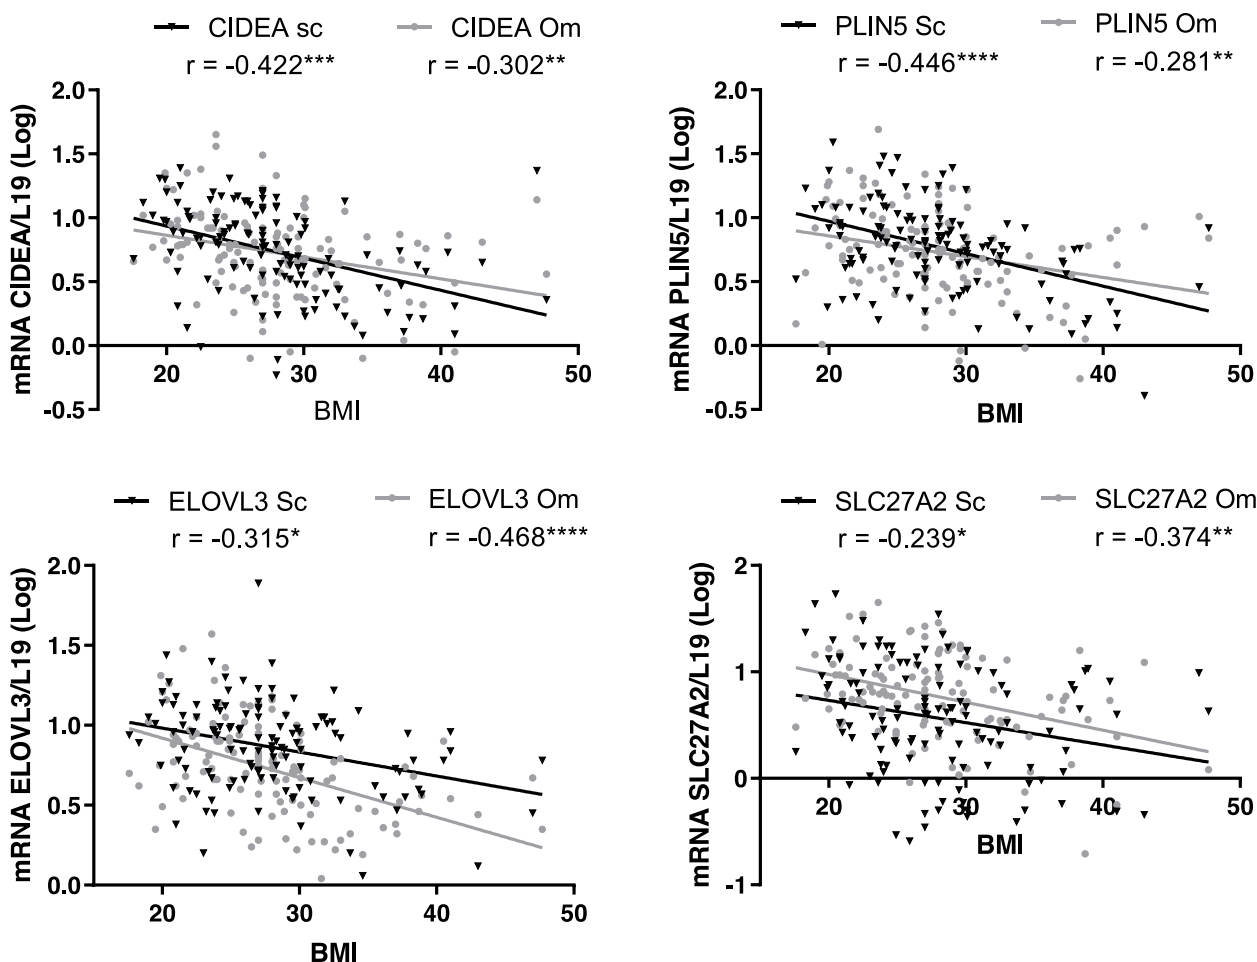 CIDEA sc CIDEA Om
r = -0.422*** r = -0.302**
mRNA CIDEA/L19 (Log)
2.0
1.5
1.0
0.5
0.0
-0.5
20 30 40 50
BMI
PLIN5 Sc PLIN5 Om
r = -0.446**** r = -0.281**
mRNA PLIN5/L19 (Log)
2.0
1.5
1.0
0.5
0.0
-0.5
20 30 40 50
BMI
ELOVL3 Sc ELOVL3 Om
r = -0.315* r = -0.468****
mRNA ELOVL3/L19 (Log)
2.0
1.5
1.0
0.5
0.0
20 30 40 50
BMI
SLC27A2 Sc SLC27A2 Om
r = -0.239* r = -0.374**
mRNA SLC27A2/L19 (Log)
2
1
0
-1
20 30 40 50
BMI